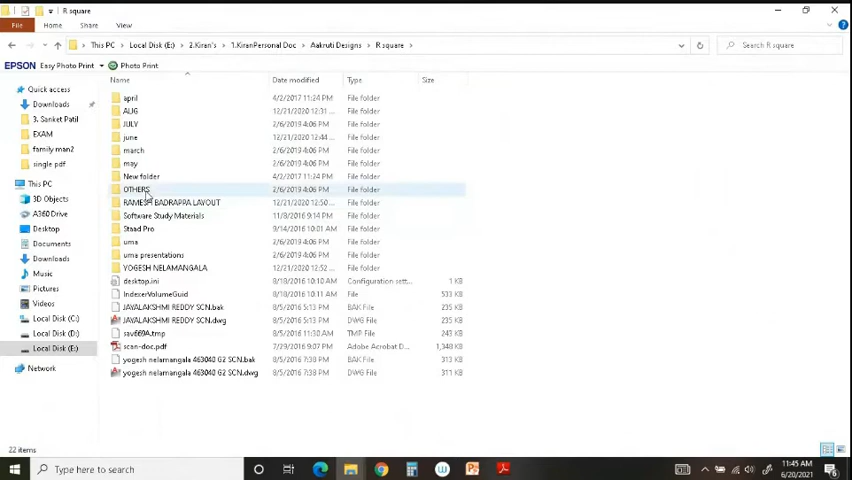 R square
File Home Share View
This PC Local Disk (E:) 2.Kiran's 1.KiranPersonal Doc Aakruti Designs R square Search R square
EPSON Easy Photo Print Photo Print
Name Date modified Type Size
Quick access
Downloads
3. Sanket Patil
EXAM
family man2
single pdf
This PC
3D Objects
A360 Drive
Desktop
Documents
Downloads
Music
Pictures
Videos
Local Disk (C:)
Local Disk (D:)
Local Disk (E:)
Network
april 4/2/2017 11:24 PM File folder
AUG 12/21/2020 12:31 ... File folder
JULY 2/6/2019 4:06 PM File folder
june 12/21/2020 12:44 ... File folder
march 2/6/2019 4:06 PM File folder
may 2/6/2019 4:06 PM File folder
New folder 4/2/2017 11:24 PM File folder
OTHERS 2/6/2019 4:06 PM File folder
RAMESH BADRAPPA LAYOUT 12/21/2020 12:50 ... File folder
Software Study Materials 11/8/2016 9:14 PM File folder
Staad Pro 9/14/2016 10:01 AM File folder
uma 2/6/2019 4:06 PM File folder
uma presentations 2/6/2019 4:06 PM File folder
YOGESH NELAMANGALA 12/21/2020 12:52 ... File folder
desktop.ini 8/18/2016 10:10 AM Configuration sett... 1 KB
IndexerVolumeGuid 8/18/2016 10:11 AM File 533 KB
JAYALAKSHMI REDDY SCN.bak 8/5/2016 5:13 PM BAK File 235 KB
JAYALAKSHMI REDDY SCN.dwg 8/5/2016 5:13 PM DWG File 235 KB
sav669A.tmp 8/5/2016 11:30 AM TMP File 243 KB
scan-doc.pdf 7/29/2016 9:07 PM Adobe Acrobat D... 1,348 KB
yogesh nelamangala 463040 G2 SCN.bak 8/5/2016 7:38 PM BAK File 313 KB
yogesh nelamangala 463040 G2 SCN.dwg 8/5/2016 7:38 PM DWG File 311 KB
22 items
Type here to search
11:45 AM
6/20/2021